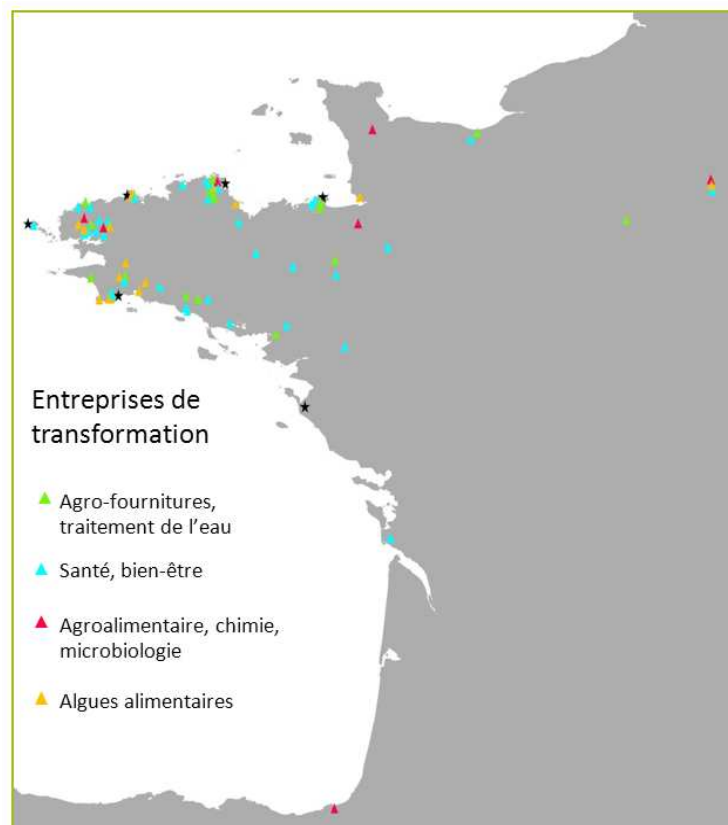 Entreprises de
transformation
Agro-fournitures,
traitement de l’eau
Santé, bien-être
Agroalimentaire, chimie,
microbiologie
Algues alimentaires